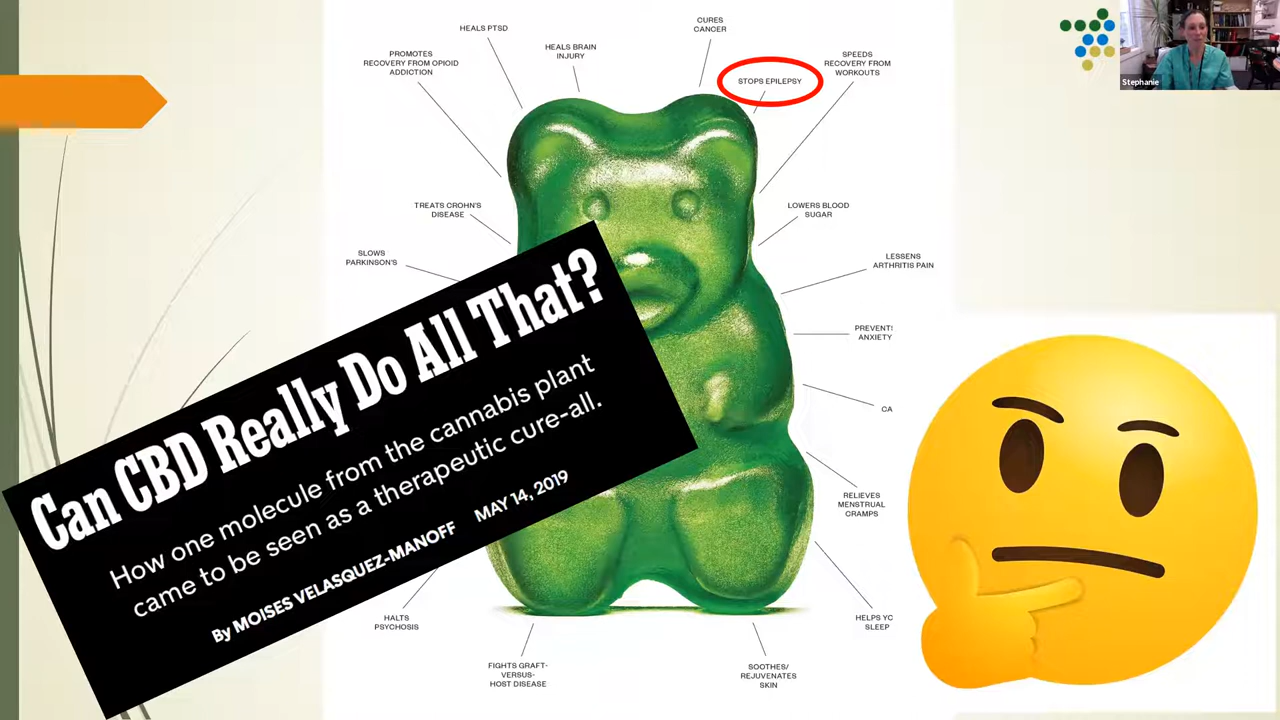 HEALS PTSD
HEALS BRAIN
INJURY
CURES
CANCER
PROMOTES
RECOVERY FROM OPIOID
ADDICTION
STOPS EPILEPSY
SPEEDS
RECOVERY FROM
WORKOUTS
Stephanie
TREATS CROHN'S
DISEASE
LOWERS BLOOD
SUGAR
SLOWS
PARKINSON'S
LESSENS
ARTHRITIS PAIN
PREVENTS
ANXIETY
CA
RELIEVES
MENSTRUAL
CRAMPS
Can CBD Really Do All That?
How one molecule from the cannabis plant
came to be seen as a therapeutic cure-all.
By MOISES VELASQUEZ-MANOFF MAY 14, 2019
HALTS
PSYCHOSIS
HELPS YO
SLEEP
FIGHTS GRAFT-
VERSUS-
HOST DISEASE
SOOTHES/
REJUVENATES
SKIN